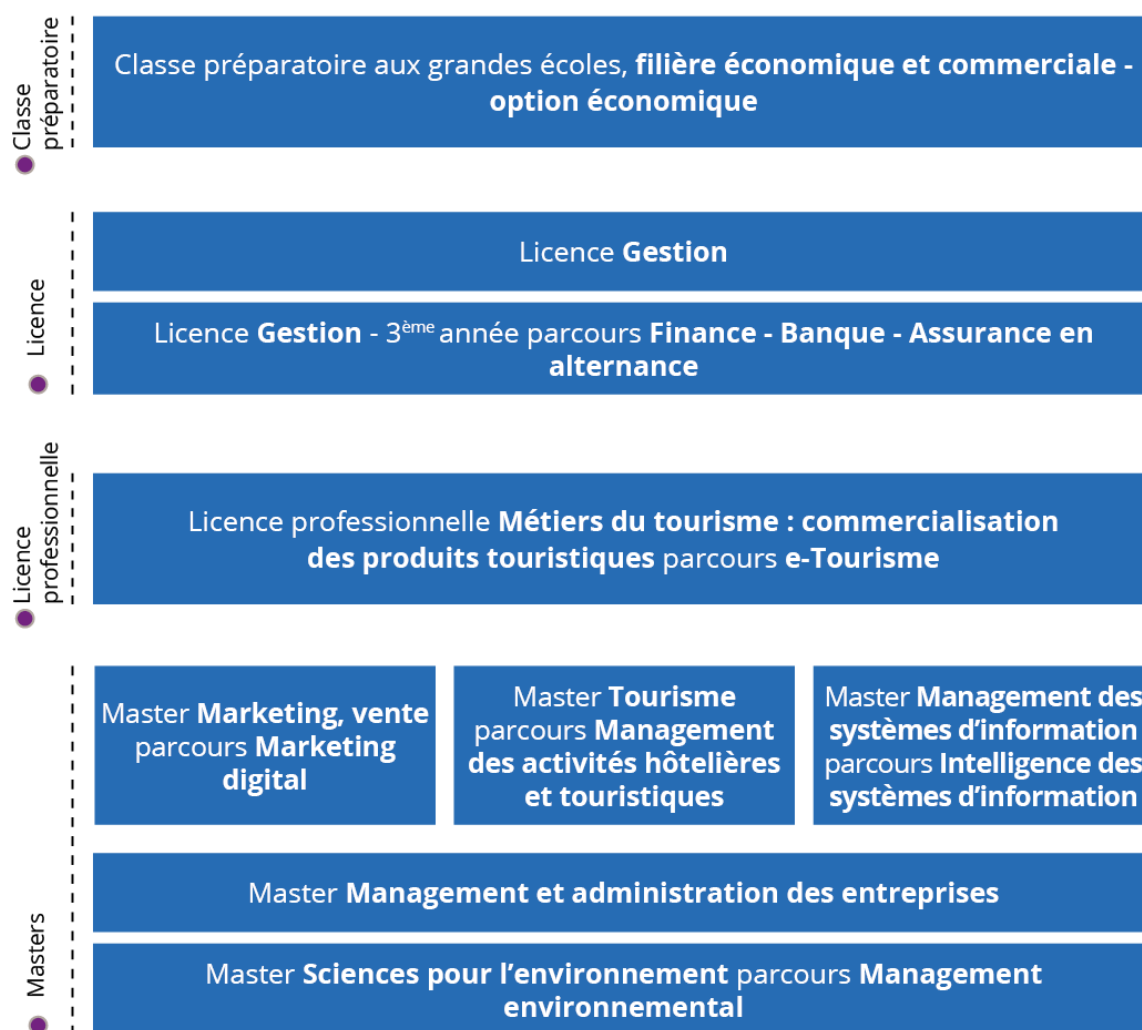 Classe
préparatoire
Classe préparatoire aux grandes écoles, filière économique et commerciale -
option économique
Licence
Licence Gestion
Licence Gestion - 3ème année parcours Finance - Banque - Assurance en
alternance
Licence
professionnelle
Licence professionnelle Métiers du tourisme : commercialisation
des produits touristiques parcours e-Tourisme
Masters
Master Marketing, vente
parcours Marketing
digital
Master Tourisme
parcours Management
des activités hôtelières
et touristiques
Master Management des
systèmes d’information
parcours Intelligence des
systèmes d’information
Master Management et administration des entreprises
Master Sciences pour l’environnement parcours Management
environnemental